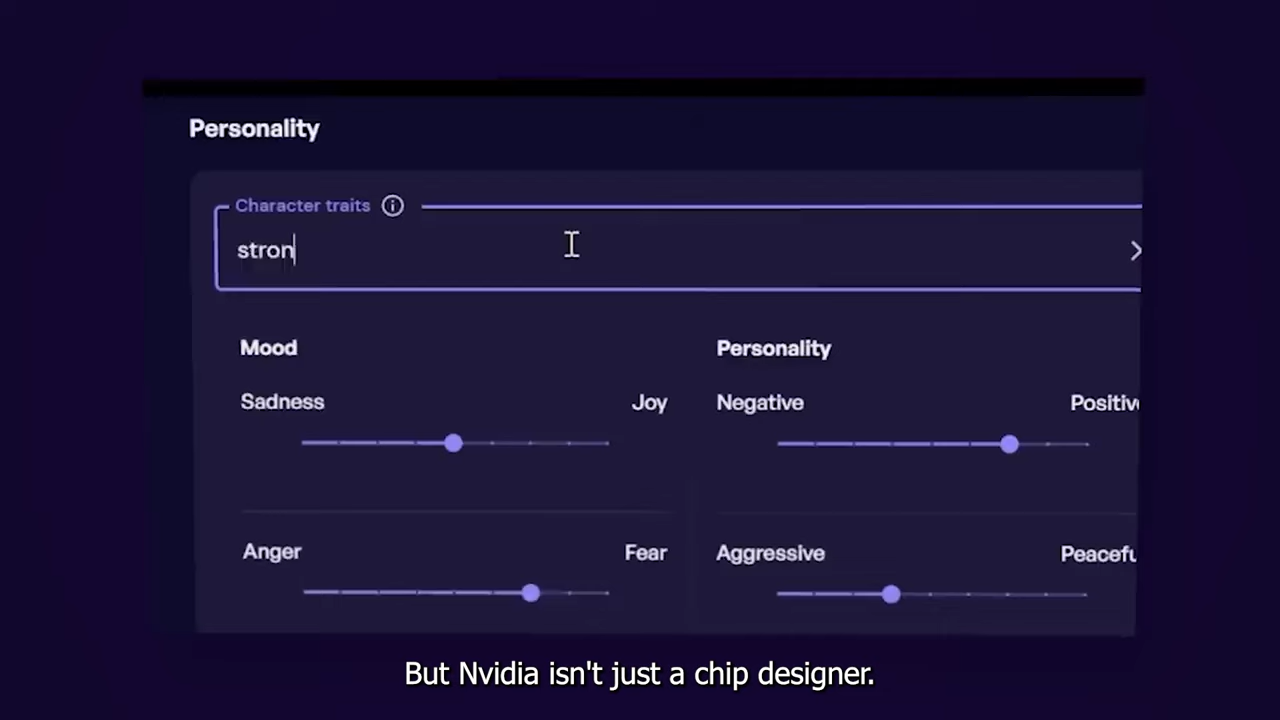 Personality
Character traits
stron
Mood
Personality
Sadness
Joy
Negative
Positive
Anger
Fear
Aggressive
Peacefu
But Nvidia isn't just a chip designer.